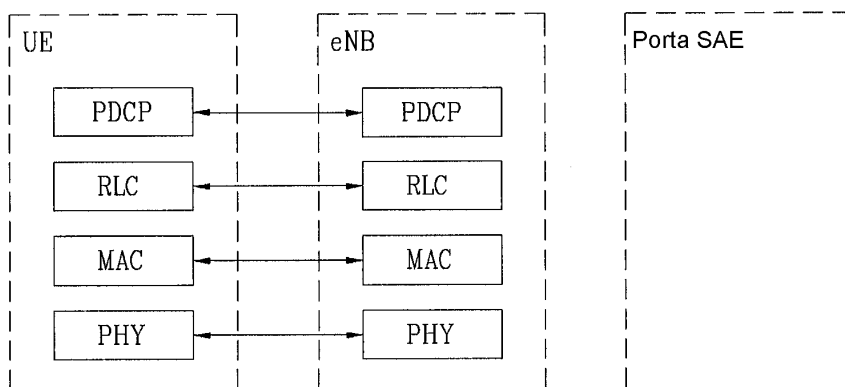 UE
eNB
Porta SAE
PDCP
PDCP
RLC
RLC
MAC
MAC
PHY
PHY